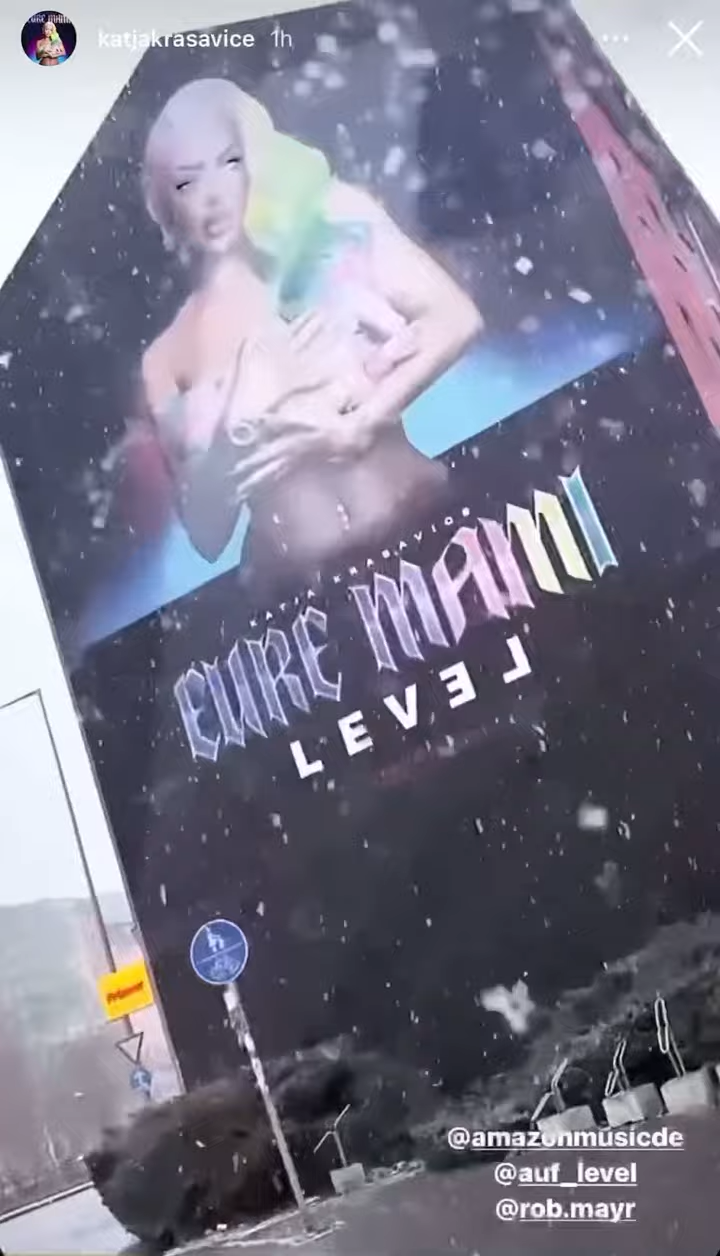 katjakrasavice 1h
KATJA KRASAVICE
EURE MAMI
LEVEL
@amazonmusicde
@auf_level
@rob.mayr